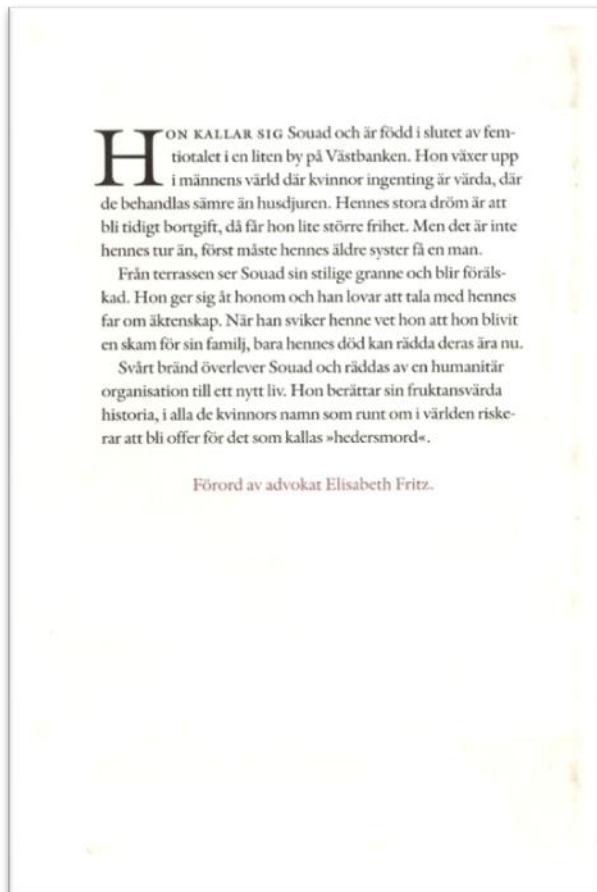 HON KALLAR SIG Souad och är född i slutet av fem-
tiotalet i en liten by på Västbanken. Hon växer upp
i männens värld där kvinnor ingenting är värda, där
de behandlas sämre än husdjuren. Hennes stora dröm är att
bli tidigt bortgift, då får hon lite större frihet. Men det är inte
hennes tur än, först måste hennes äldre syster få en man.
Från terrassen ser Souad sin stilige granne och blir föräls-
kad. Hon ger sig åt honom och han lovar att tala med hennes
far om äktenskap. När han sviker henne vet hon att hon blivit
en skam för sin familj, bara hennes död kan rädda deras ära nu.
Svårt bränd överlever Souad och räddas av en humanitär
organisation till ett nytt liv. Hon berättar sin fruktansvärda
historia, i alla de kvinnors namn som runt om i världen riske-
rar att bli offer för det som kallas »hedersmord«.
Förord av advokat Elisabeth Fritz.